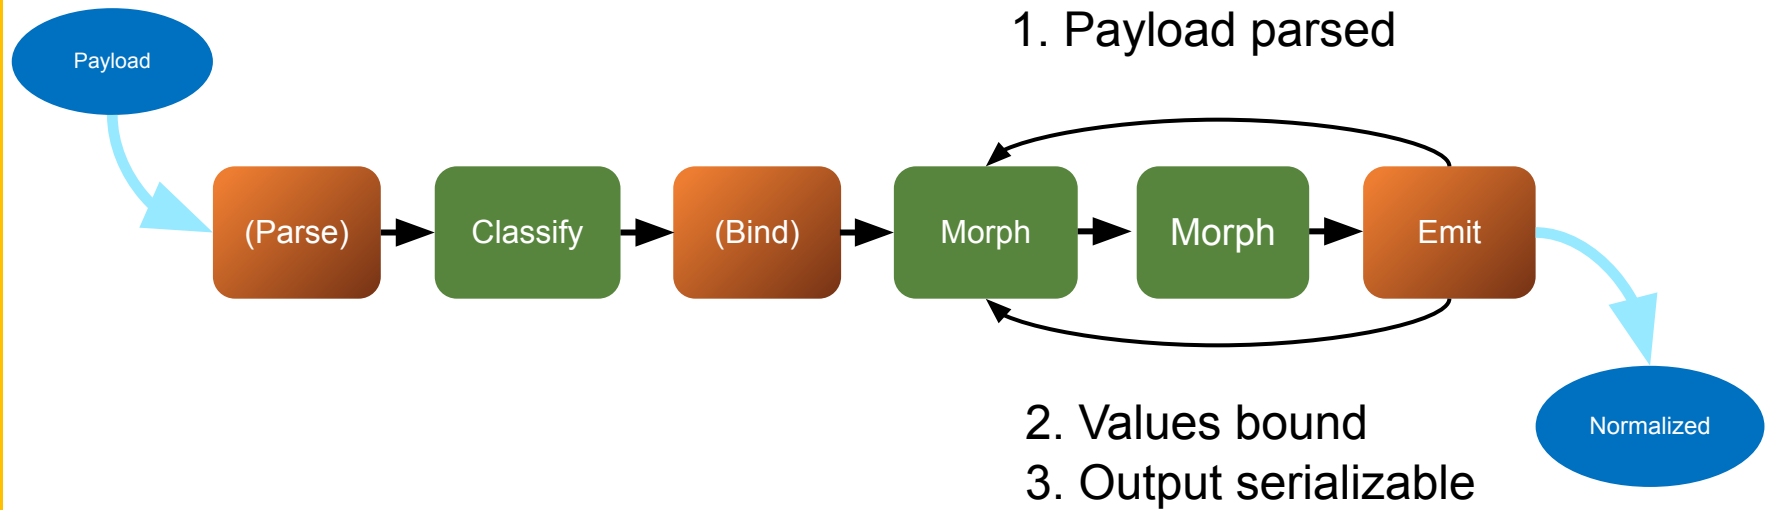 1. Payload parsed
Payload
(Parse)
Classify
(Bind)
Morph
Morph
Emit
2. Values bound
3. Output serializable
Normalized